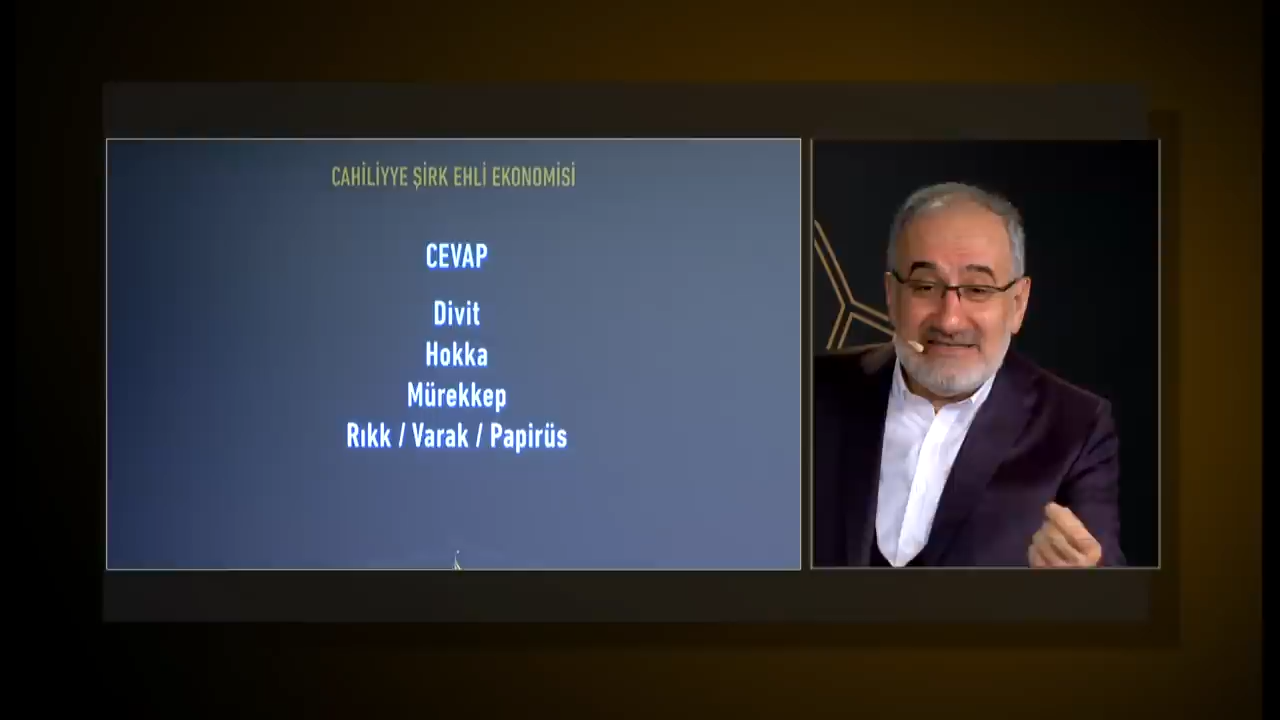 CAHİLİYYE ŞİRK EHLİ EKONOMİSİ
CEVAP
Divit
Hokka
Mürekkep
Rıkk / Varak / Papirüs